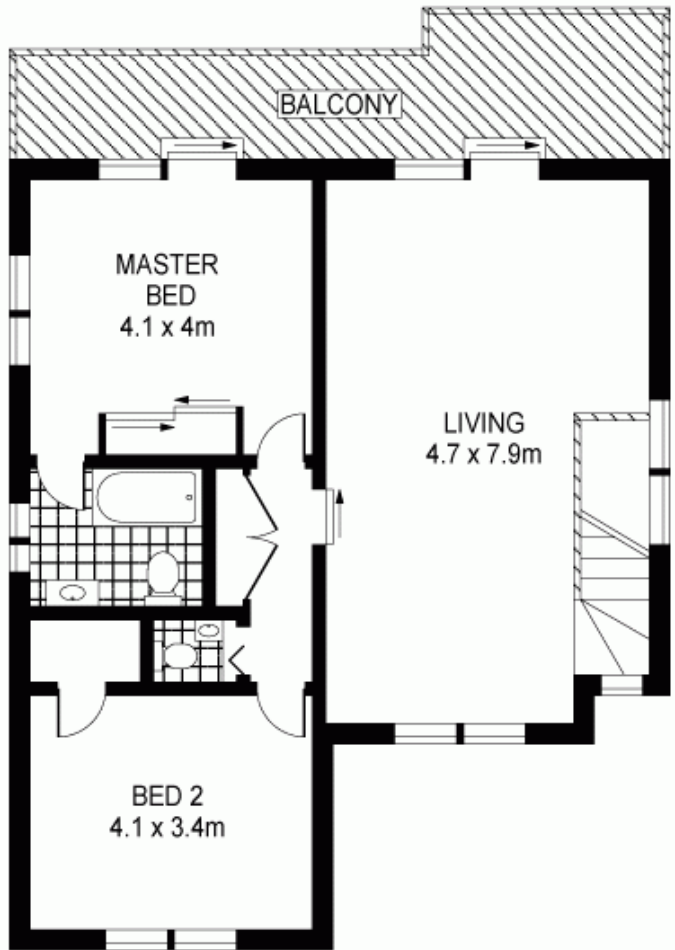 BALCONY
MASTER
BED
4.1 x 4m
LIVING
4.7 x 7.9m
BED 2
4.1 x 3.4m